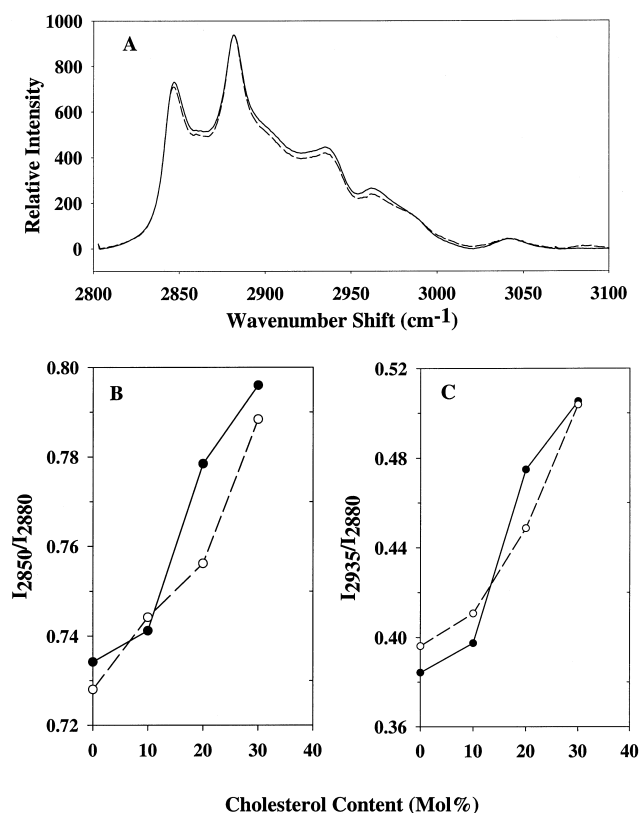 A
1000
800
600
400
200
0
Relative Intensity
2800 2850 2900 2950 3000 3050 3100
Wavenumber Shift (cm-1)
B
0.80
0.78
0.76
0.74
0.72
I2850/I2880
0 10 20 30 40
C
0.52
0.48
0.44
0.40
0.36
I2935/I2880
0 10 20 30 40
Cholesterol Content (Mol%)